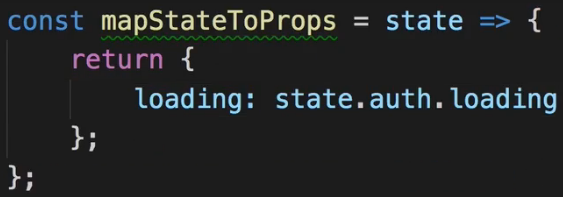 const mapStateToProps = state => {
    return {
        loading: state.auth.loading
    };
};